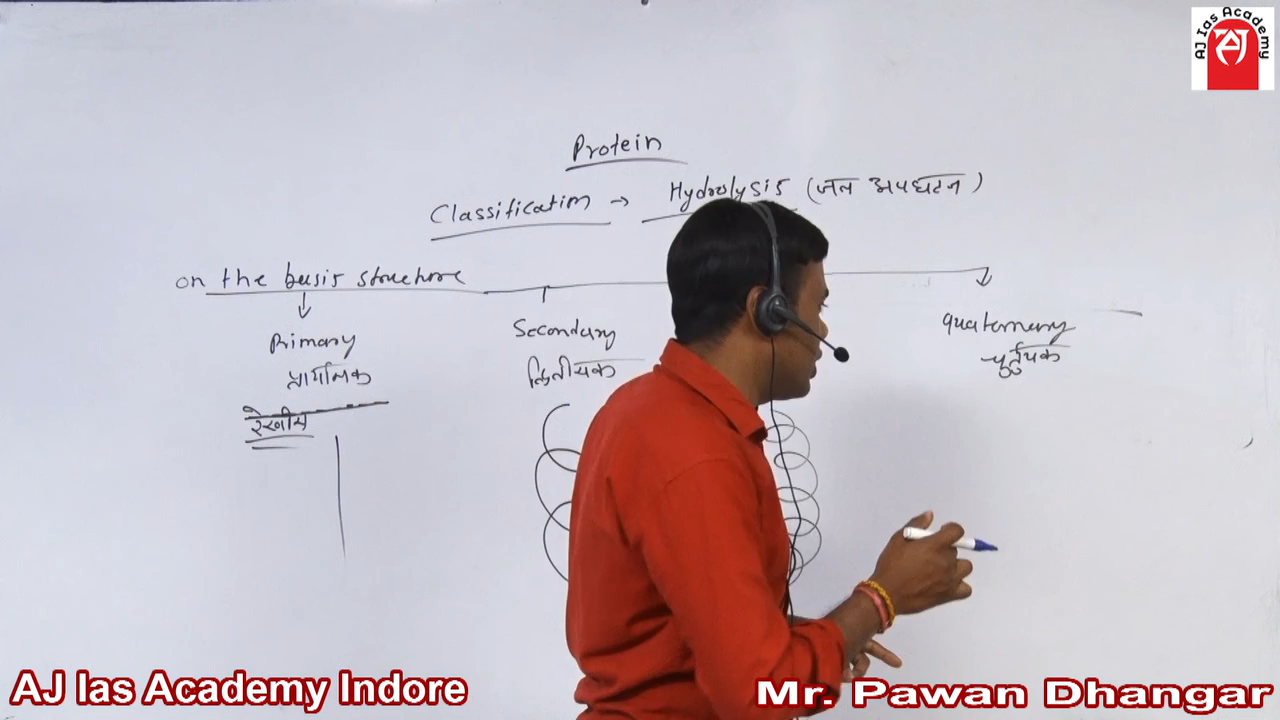 AJ Ias Academy
AJ
Protein
Classification → Hydrolysis (जल अपघटन)
on the basis structure
Primary
प्राथमिक
रेखीय
Secondary
द्वितीयक
Quaternary
चतुर्थक
AJ Ias Academy Indore
Mr. Pawan Dhangar